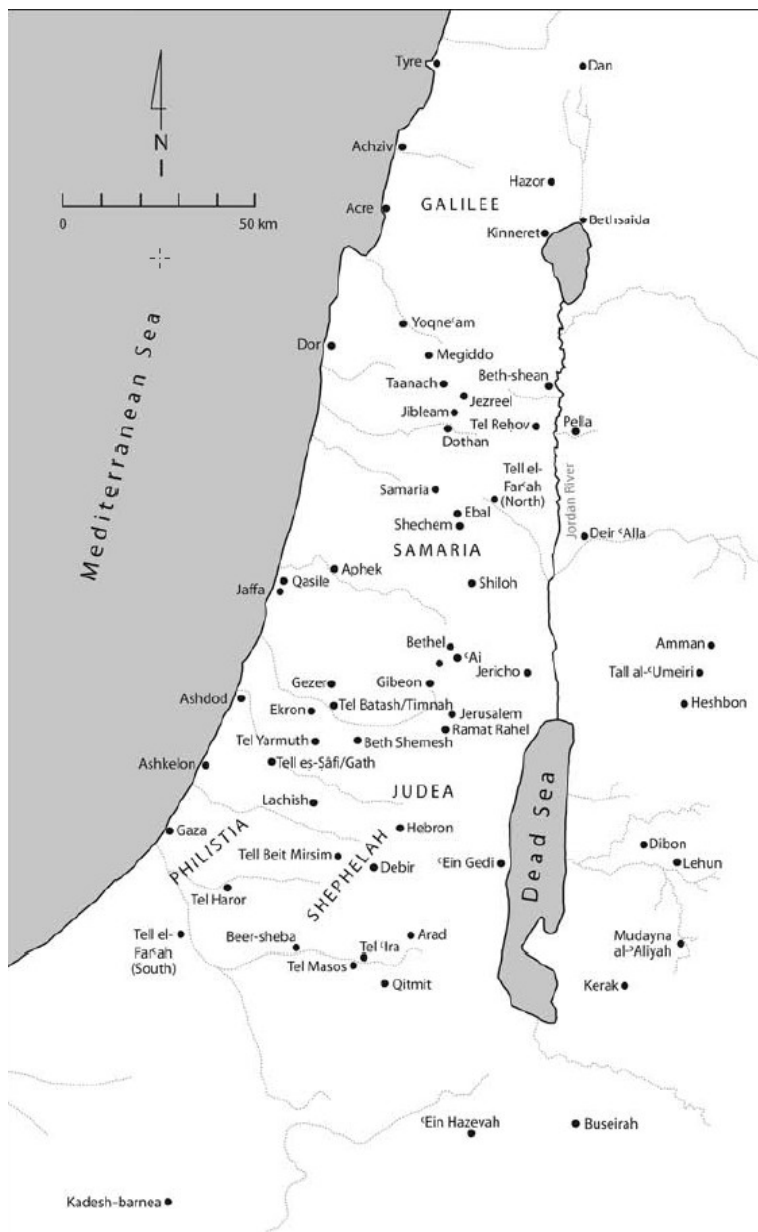 Tyre
Dan
N
Achziv
Hazor
0
50 km
Acre
GALILEE
Bethsaida
Kinneret
Yoqneʿam
Dor
Megiddo
Taanach
Beth-shean
Jezreel
Jibleam
Tel Reḥov
Pella
Dothan
Mediterranean Sea
Samaria
Tell el-
Farʿah
(North)
Ebal
Shechem
Jordan River
Deir ʿAlla
SAMARIA
Aphek
Qasile
Jaffa
Shiloh
Bethel
ʿAi
Amman
Jericho
Tall al-ʿUmeiri
Gezer
Gibeon
Ashdod
Tel Batash/Timnah
Heshbon
Ekron
Jerusalem
Ramat Rahel
Tel Yarmuth
Beth Shemesh
Ashkelon
Tell eṣ-Ṣâfi/Gath
JUDEA
Lachish
Dead Sea
Gaza
PHILISTIA
Hebron
SHEPHELAH
Dibon
Tell Beit Mirsim
Debir
ʿEin Gedi
Lehun
Tel Haror
Tell el-
Farʿah
(South)
Beer-sheba
Arad
Tel ʿIra
Mudayna
al-ʾAliyah
Tel Masos
Qitmit
Kerak
ʿEin Hazevah
Buseirah
Kadesh-barnea